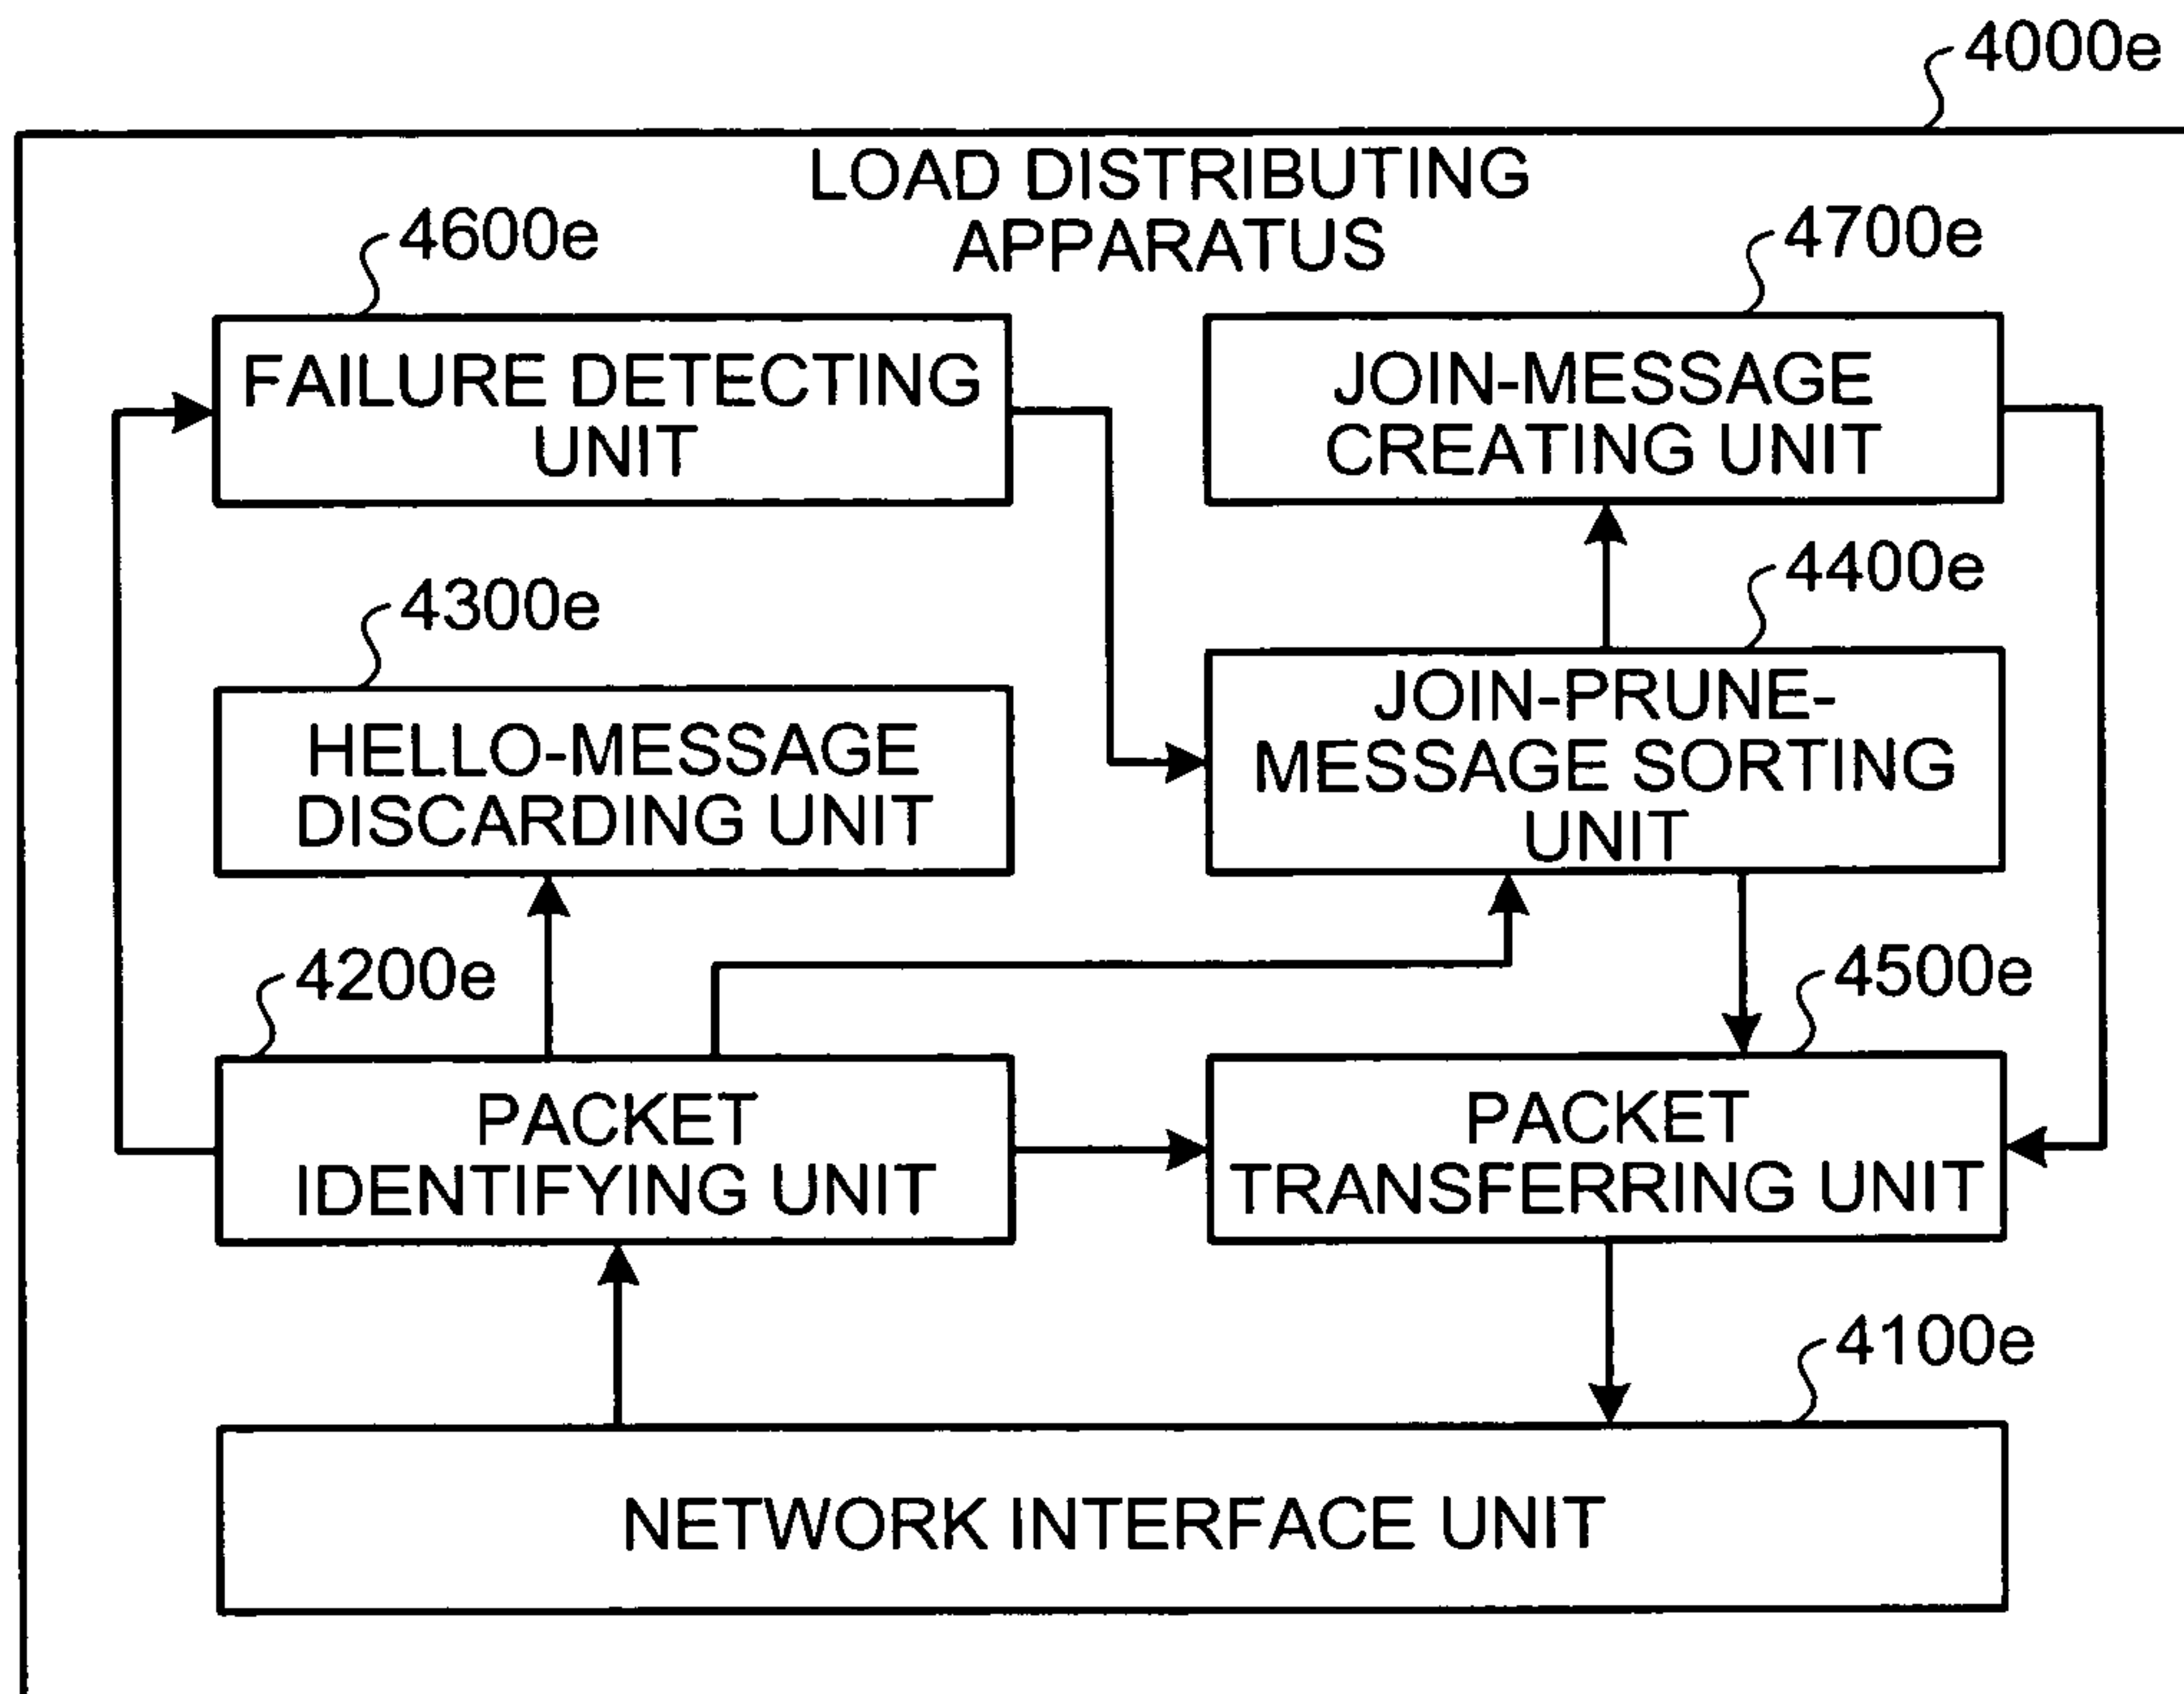 4000e
LOAD DISTRIBUTING
APPARATUS
4600e
4700e
FAILURE DETECTING
UNIT
JOIN-MESSAGE
CREATING UNIT
4300e
4400e
HELLO-MESSAGE
DISCARDING UNIT
JOIN-PRUNE-
MESSAGE SORTING
UNIT
4200e
4500e
PACKET
IDENTIFYING UNIT
PACKET
TRANSFERRING UNIT
4100e
NETWORK INTERFACE UNIT